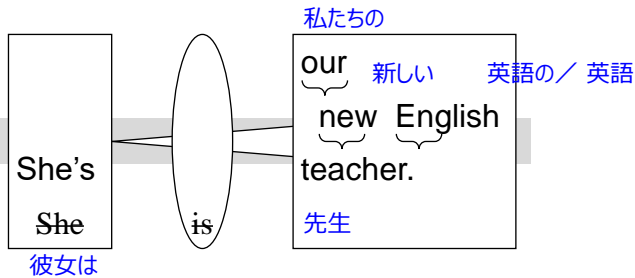 私たちの
our
新しい 英語の／ 英語
new English
She's teacher.
She is 先生
彼女は